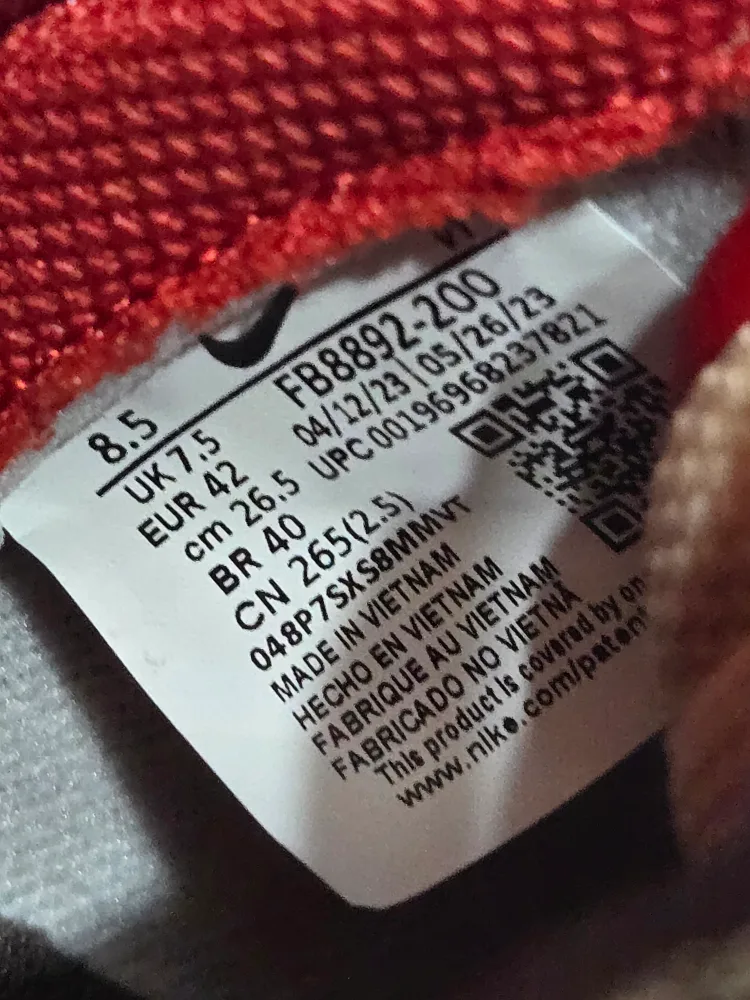 8.5
UK 7.5
EUR 42
cm 26.5
BR 40
CN 265(2.5)
FB8892-200
04/12/23 | 05/26/23
UPC 00196968237821
048P7SXS8MMMVT
MADE IN VIETNAM
HECHO EN VIETNAM
FABRIQUE AU VIETNAM
FABRICADO NO VIETNÃ
This product is covered by
www.nike.com/patent